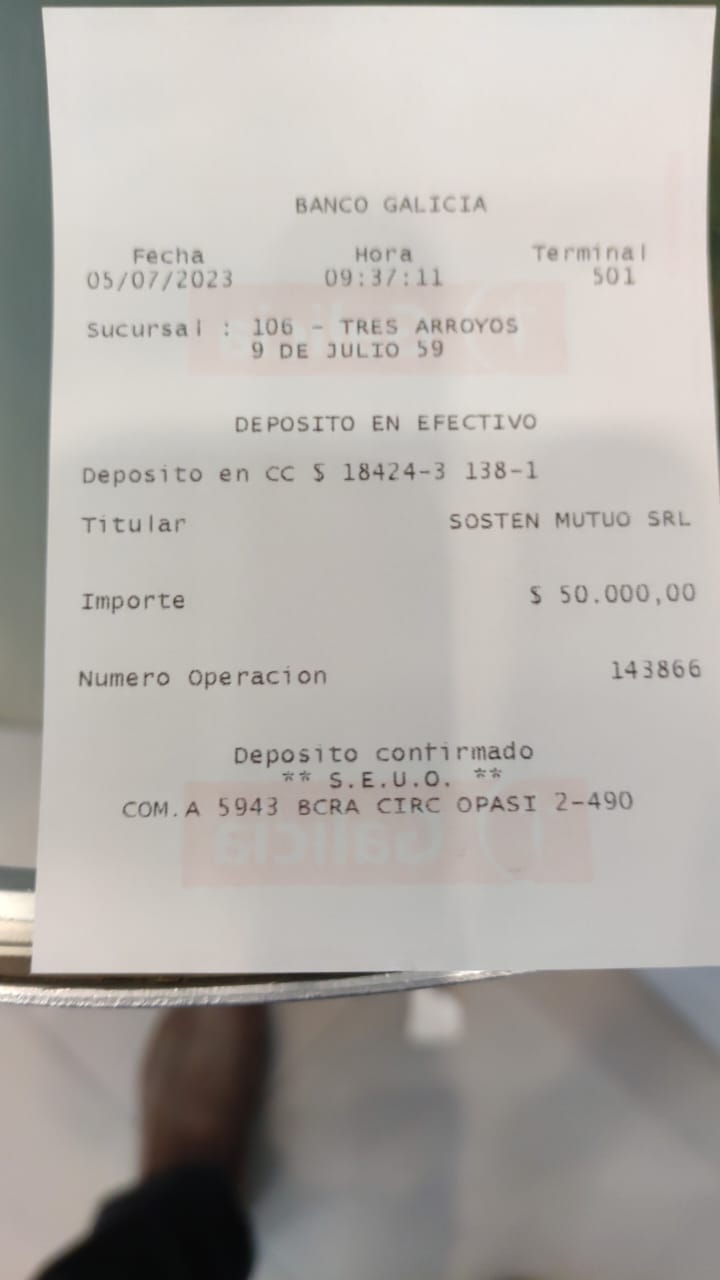 BANCO GALICIA
Fecha Hora Terminal
05/07/2023 09:37:11 501
Sucursal : 106 - TRES ARROYOS
9 DE JULIO 59
DEPOSITO EN EFECTIVO
Deposito en CC $ 18424-3 138-1
Titular SOSTEN MUTUO SRL
Importe $ 50.000,00
Numero Operacion 143866
Deposito confirmado
** S.E.U.O. **
COM.A 5943 BCRA CIRC OPASI 2-490
Galicia
Galicia